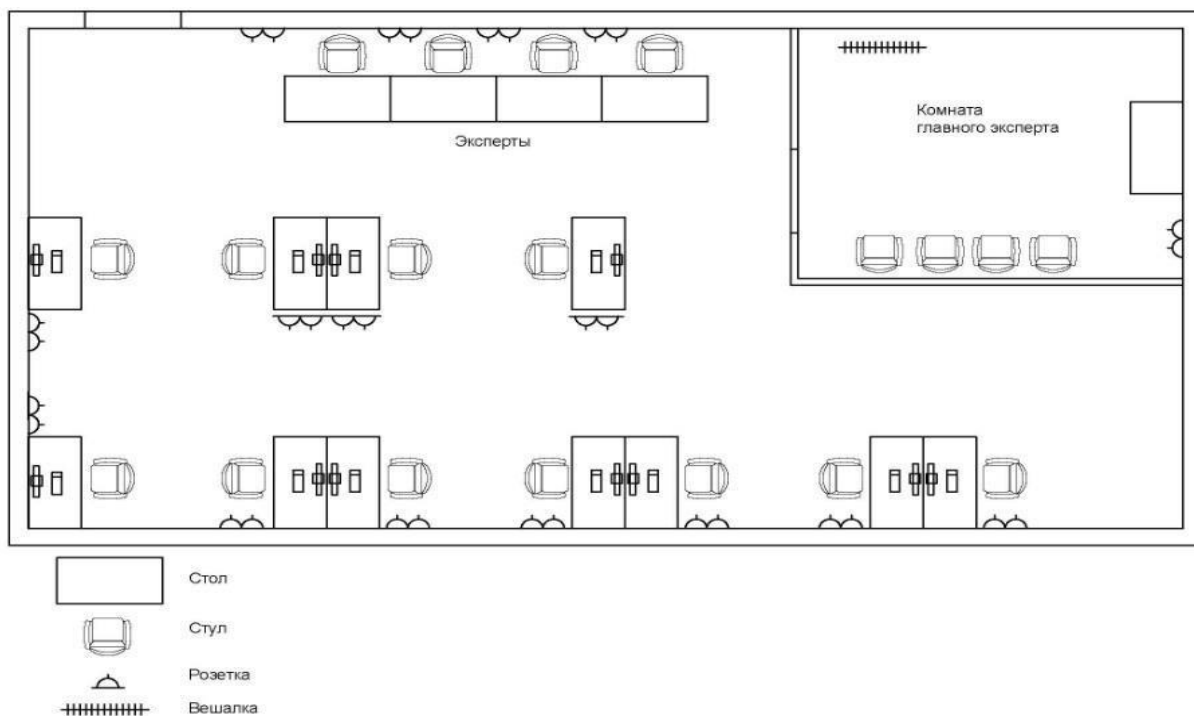 Эксперты
Комната
главного эксперта
Стол
Стул
Розетка
Вешалка